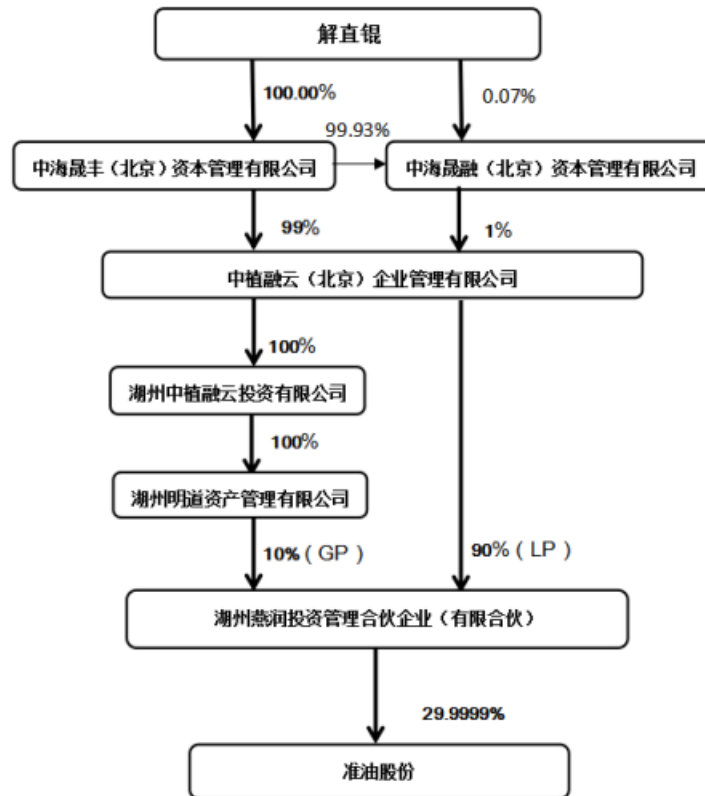 解直锟
100.00%
0.07%
99.93%
中海晟丰（北京）资本管理有限公司
中海晟融（北京）资本管理有限公司
99%
1%
中植融云（北京）企业管理有限公司
100%
湖州中植融云投资有限公司
100%
湖州明道资产管理有限公司
10%(GP)
90%(LP)
湖州燕润投资管理合伙企业（有限合伙）
29.9999%
准油股份